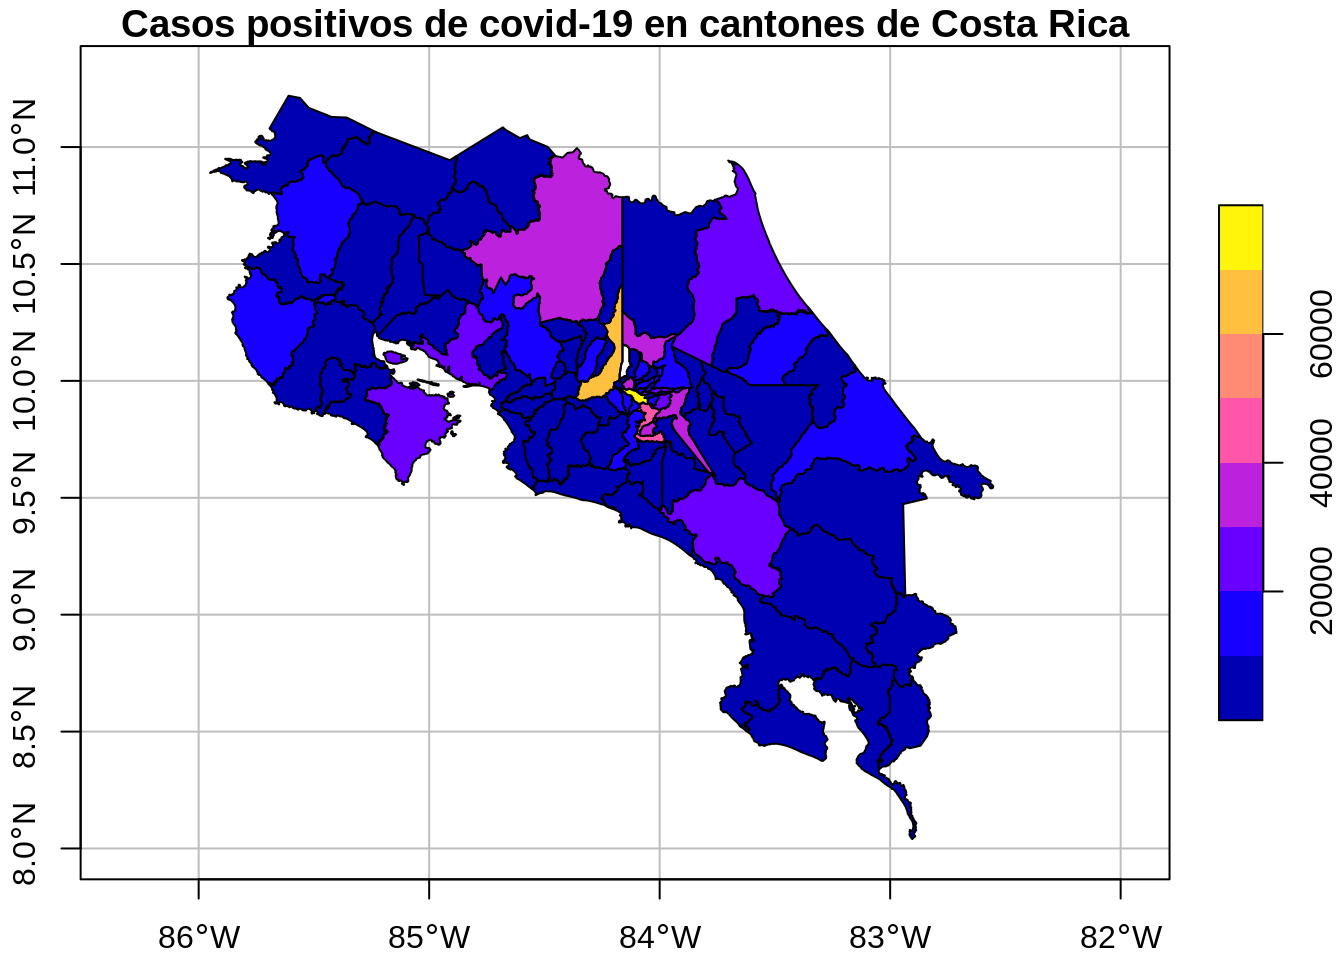 Casos positivos de covid-19 en cantones de Costa Rica
11.0°N
10.5°N
10.0°N
9.5°N
9.0°N
8.5°N
8.0°N
86°W
85°W
84°W
83°W
82°W
60000
40000
20000